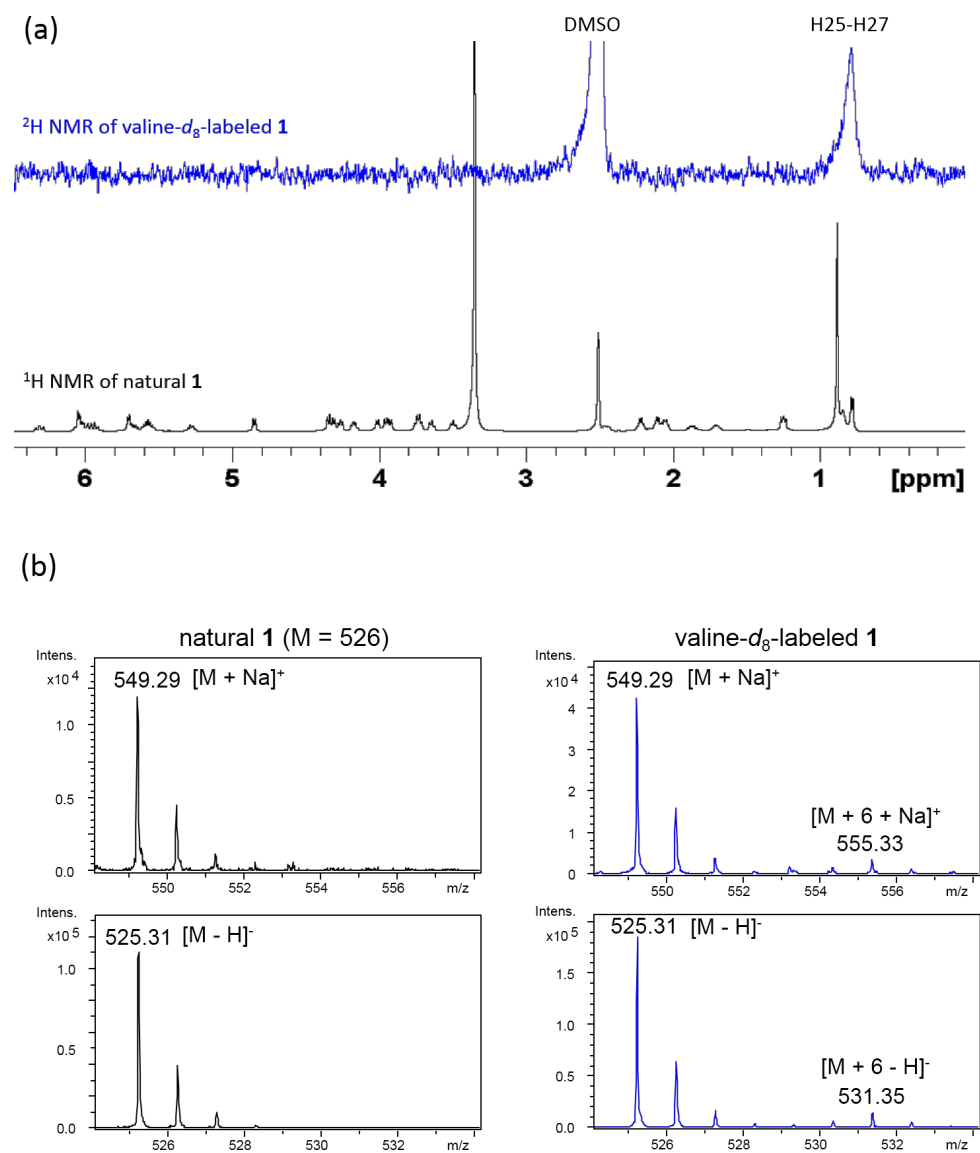 (a)
DMSO
H25-H27
²H NMR of valine-d₈-labeled 1
¹H NMR of natural 1
6 5 4 3 2 1 [ppm]
(b)
natural 1 (M = 526)
Intens.
x10⁴
549.29 [M + Na]⁺
1.0
0.5
0.0
550 552 554 556 m/z
valine-d₈-labeled 1
Intens.
x10⁴
549.29 [M + Na]⁺
4
3
2
1
0
[M + 6 + Na]⁺
555.33
550 552 554 556 m/z
Intens.
x10⁵
525.31 [M - H]⁻
1.0
0.5
0.0
526 528 530 532 m/z
Intens.
x10⁵
525.31 [M - H]⁻
1.5
1.0
0.5
0.0
[M + 6 - H]⁻
531.35
526 528 530 532 m/z